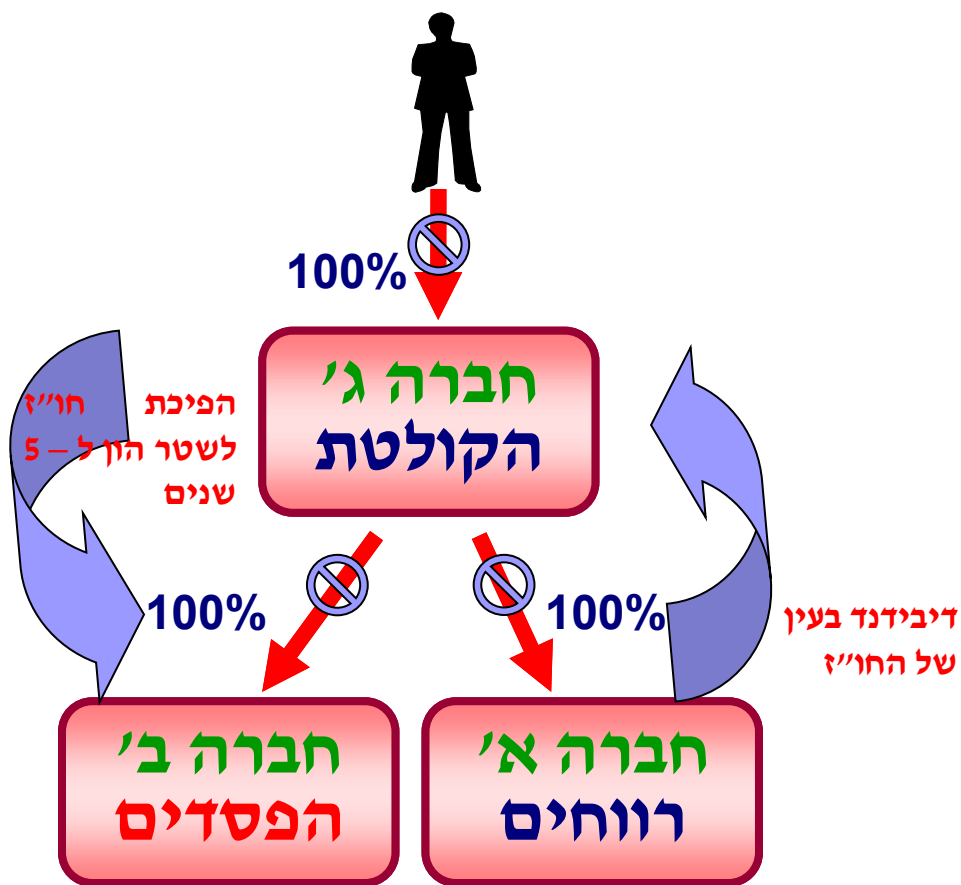 100%
חברה ג'
הקולטת
הפיכת חו"ז
לשטר הון ל – 5
שנים
100%
100%
דיבידנד בעין
של החו"ז
חברה א'
רווחים
חברה ב'
הפסדים